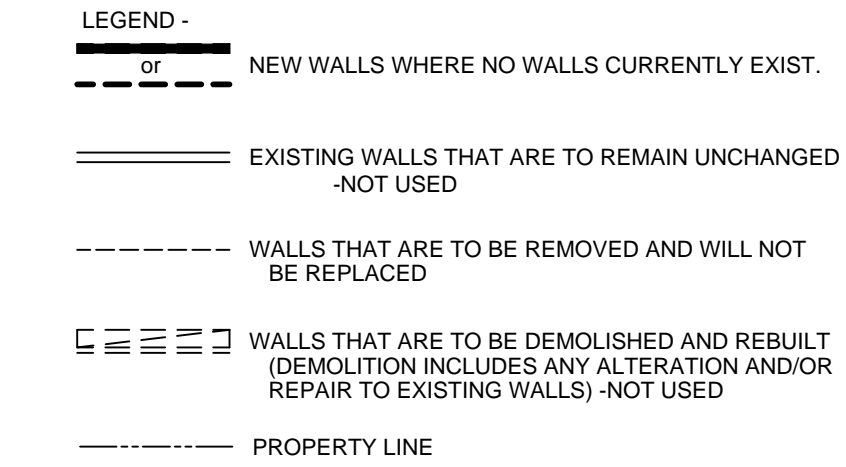 LEGEND -
or
NEW WALLS WHERE NO WALLS CURRENTLY EXIST.
EXISTING WALLS THAT ARE TO REMAIN UNCHANGED
-NOT USED
WALLS THAT ARE TO BE REMOVED AND WILL NOT
BE REPLACED
WALLS THAT ARE TO BE DEMOLISHED AND REBUILT
(DEMOLITION INCLUDES ANY ALTERATION AND/OR
REPAIR TO EXISTING WALLS) -NOT USED
PROPERTY LINE